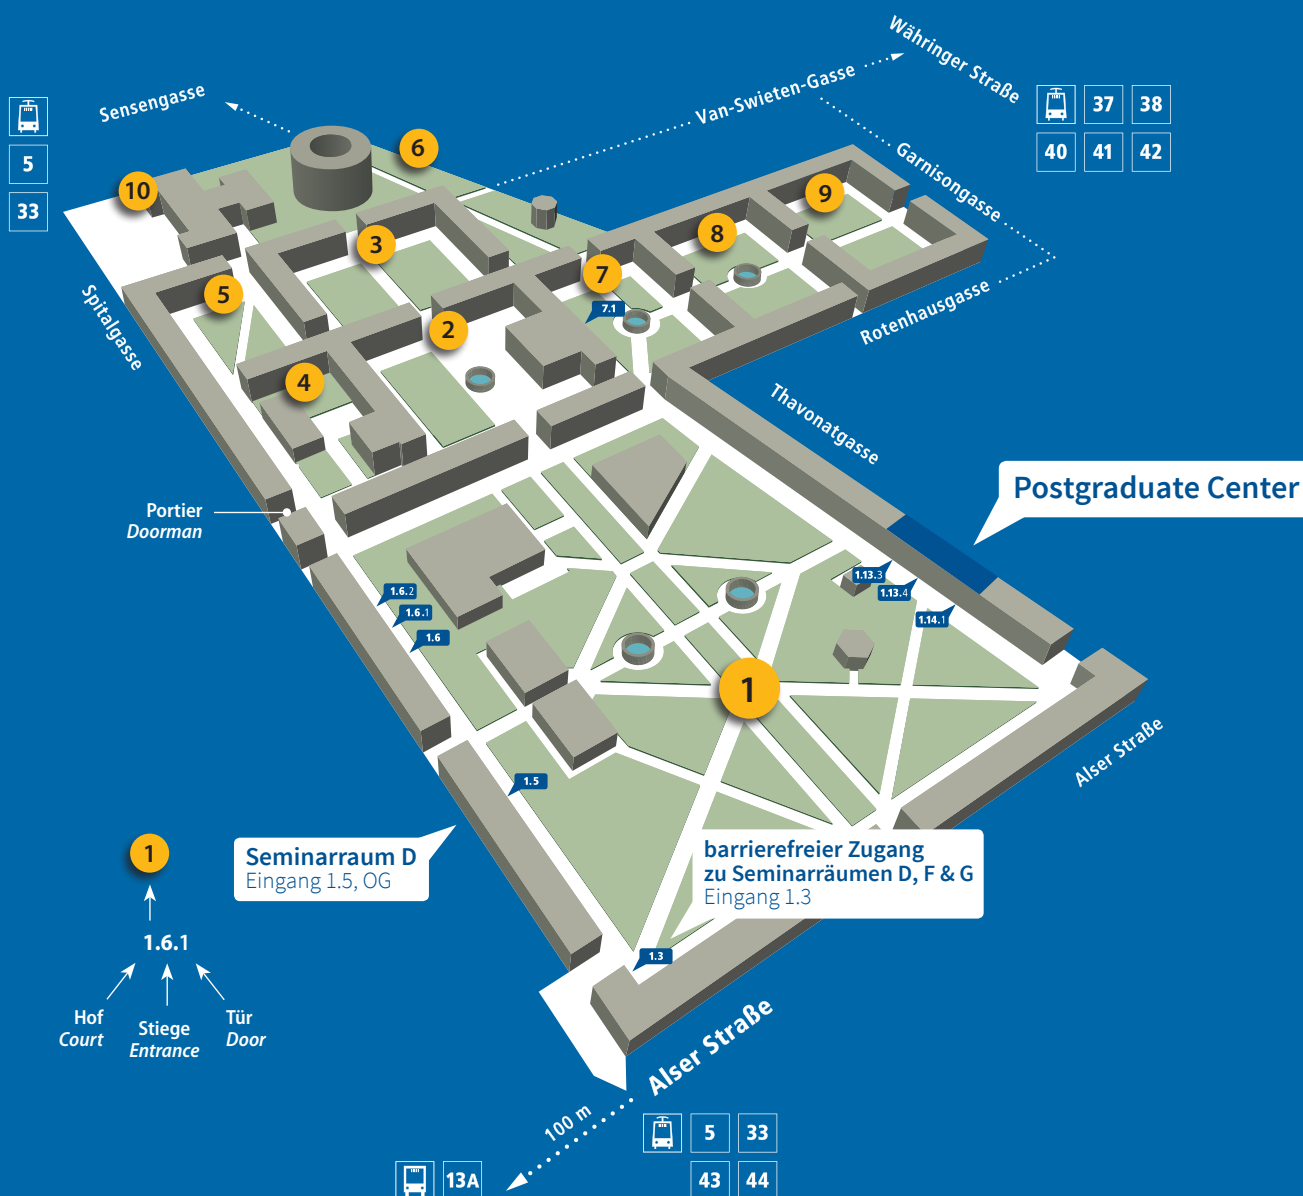 Währinger Straße
37 38
40 41 42
Van-Swieten-Gasse
Sensengasse
5
33
Garnisongasse
6
10
9
8
3
7
5
7.1
2
4
Spitalgasse
Rotenhausgasse
Thavonatgasse
Postgraduate Center
Portier
Doorman
1.13.3
1.13.4
1.14.1
1.6.2
1.6.1
1.6
1
Alser Straße
1.5
Seminarraum D
Eingang 1.5, OG
barrierefreier Zugang
zu Seminarräumen D, F & G
Eingang 1.3
1.3
1
1.6.1
Hof
Court
Stiege
Entrance
Tür
Door
Alser Straße
100 m
5 33
43 44
13A